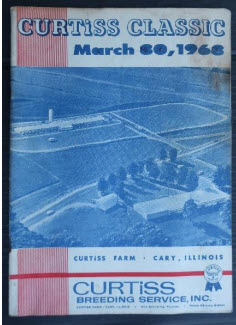 CURTiSS CLASSIC
March 30, 1968
CURTiSS FARM · CARY, ILLINOIS
CURTiSS
BREEDING SERVICE, INC.